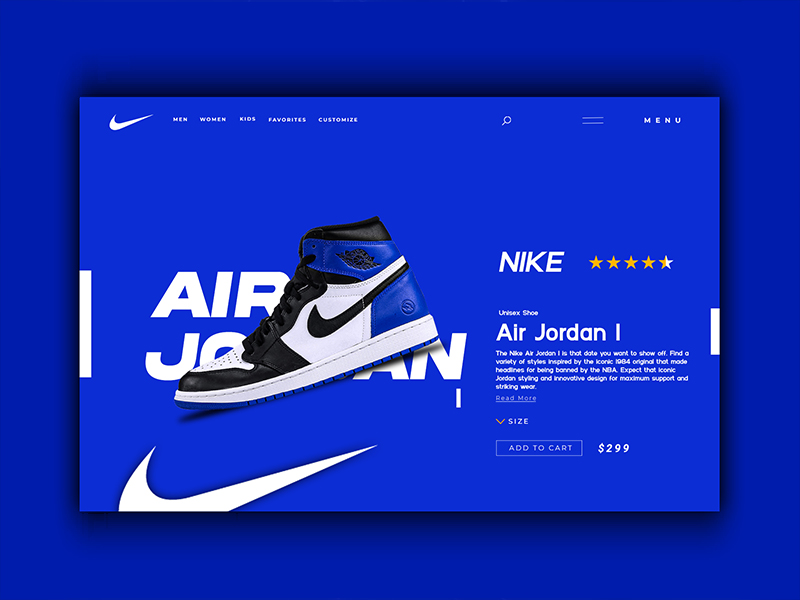 MEN WOMEN KIDS FAVORITES CUSTOMIZE MENU
AIR
JORDAN
NIKE
Unisex Shoe
Air Jordan I
The Nike Air Jordan I is that date you want to show off. Find a
variety of styles inspired by the iconic 1984 original that made
headlines for being banned by the NBA. Expect that iconic
Jordan styling and innovative design for maximum support and
striking wear.
Read More
SIZE
ADD TO CART $299